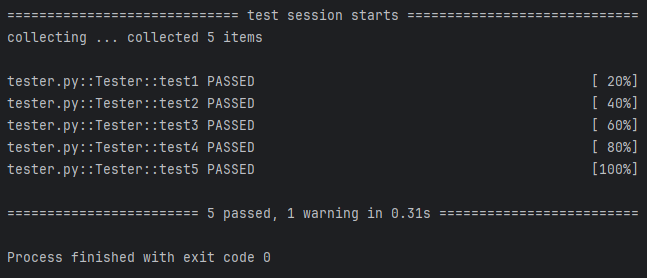 ============================= test session starts =============================
collecting ... collected 5 items
tester.py::Tester::test1 PASSED                                          [ 20%]
tester.py::Tester::test2 PASSED                                          [ 40%]
tester.py::Tester::test3 PASSED                                          [ 60%]
tester.py::Tester::test4 PASSED                                          [ 80%]
tester.py::Tester::test5 PASSED                                          [100%]
======================== 5 passed, 1 warning in 0.31s =========================
Process finished with exit code 0